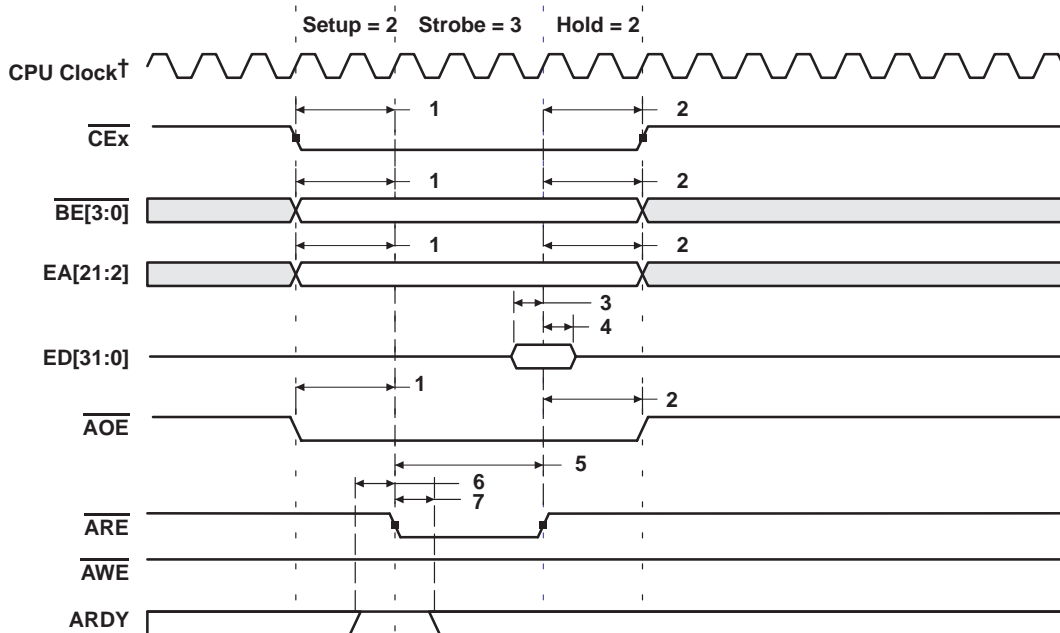 Setup = 2 Strobe = 3 Hold = 2
CPU Clock†
1 2
CEx
1 2
BE[3:0]
1 2
EA[21:2]
3
4
ED[31:0]
1
2
AOE
5
6
7
ARE
AWE
ARDY